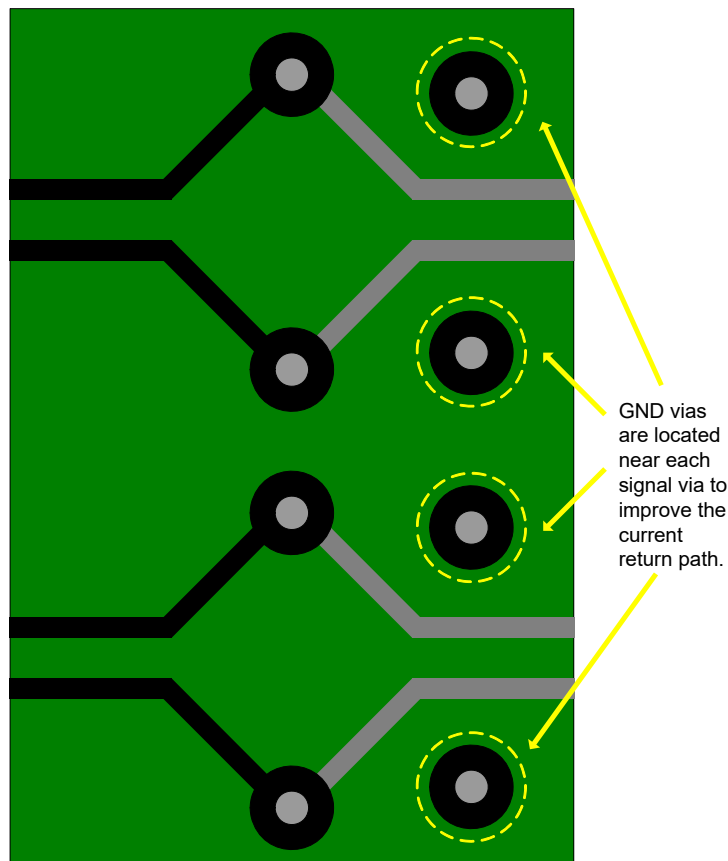 GND vias
are located
near each
signal via to
improve the
current
return path.